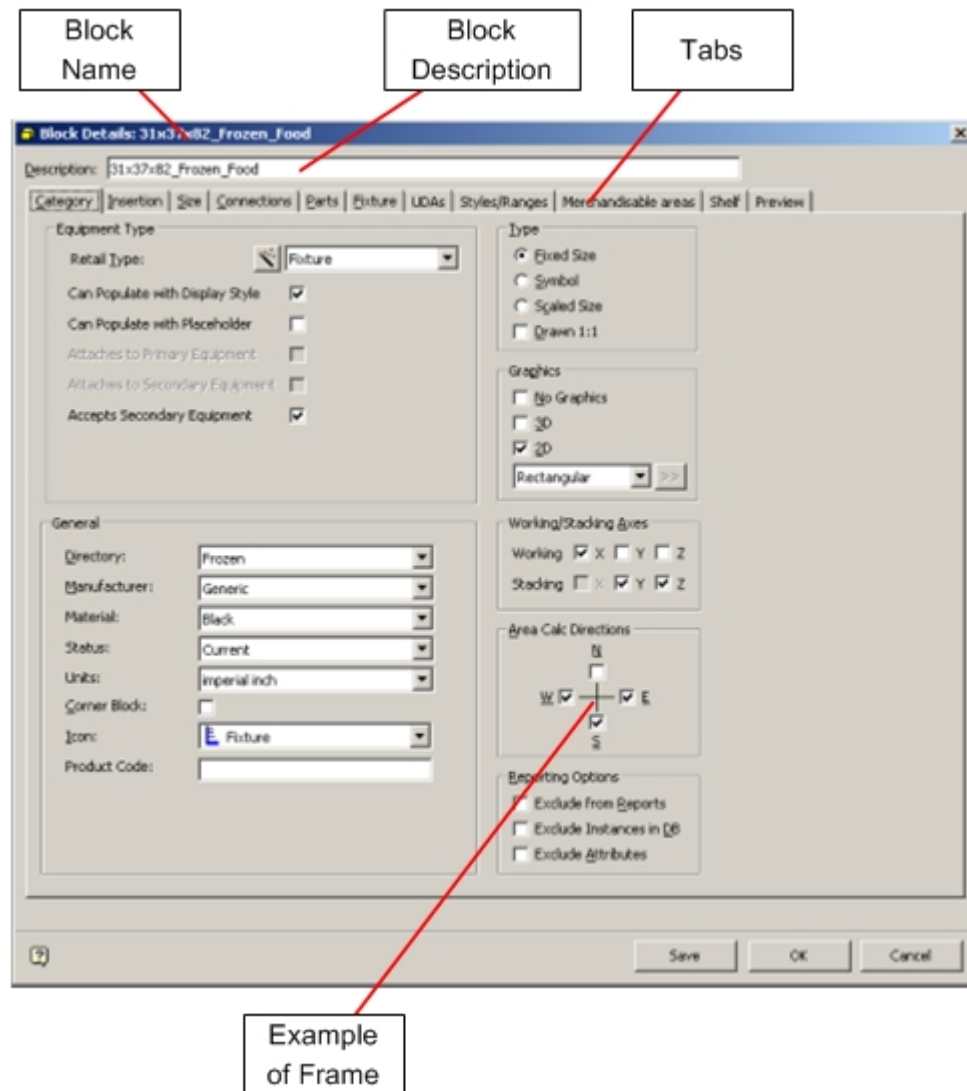 Block
Name
Block
Description
Tabs
Block Details: 31x37x82_Frozen_Food
Description: 31x37x82_Frozen_Food
Category Insertion Size Connections Parts Fixture UDAs Styles/Ranges Merchandisable areas Shelf Preview
Equipment Type
Retail Type: Fixture
Can Populate with Display Style
Can Populate with Placeholder
Attaches to Primary Equipment
Attaches to Secondary Equipment
Accepts Secondary Equipment
Type
Fixed Size
Symbol
Scaled Size
Drawn 1:1
Graphics
No Graphics
3D
2D
Rectangular >>
General
Directory: Frozen
Manufacturer: Generic
Material: Black
Status: Current
Units: imperial inch
Corner Block:
Icon: Fixture
Product Code:
Working/Stacking Axes
Working X Y Z
Stacking X Y Z
Area Calc Directions
N
W E
S
Reporting Options
Exclude from Reports
Exclude Instances in DB
Exclude Attributes
Save OK Cancel
Example
of Frame